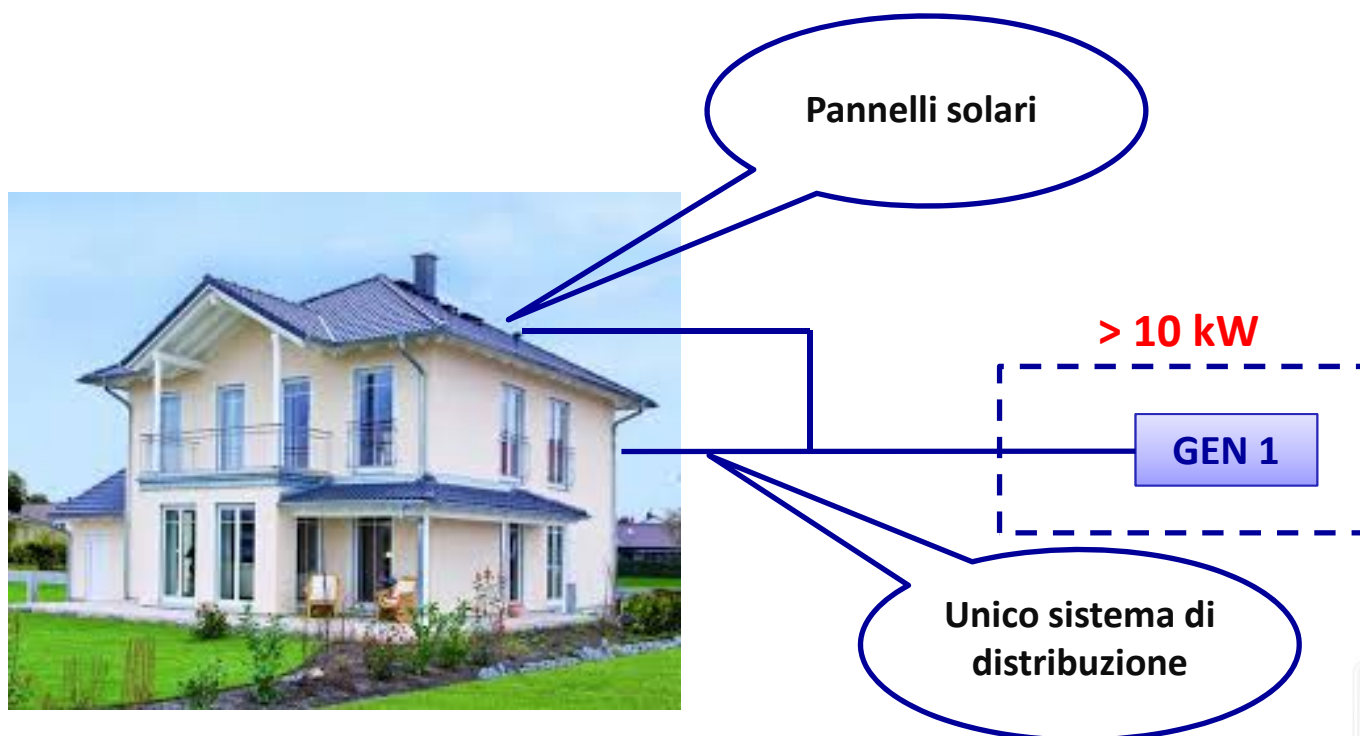 Pannelli solari
> 10 kW
GEN 1
Unico sistema di
distribuzione